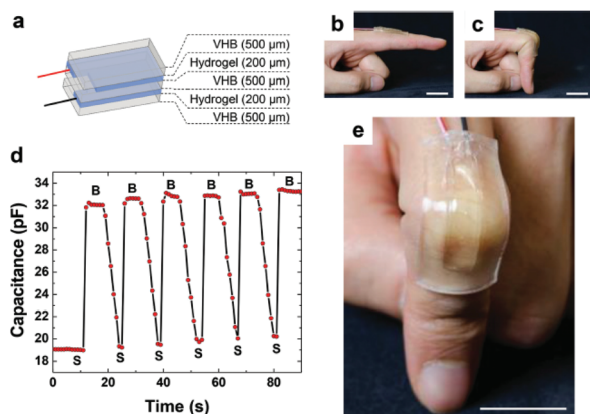 a
VHB (500 µm)
Hydrogel (200 µm)
VHB (500 µm)
Hydrogel (200 µm)
VHB (500 µm)
b
c
d
Capacitance (pF)
34
32
30
28
26
24
22
20
18
B B B B B B
S S S S S S
0 20 40 60 80
Time (s)
e